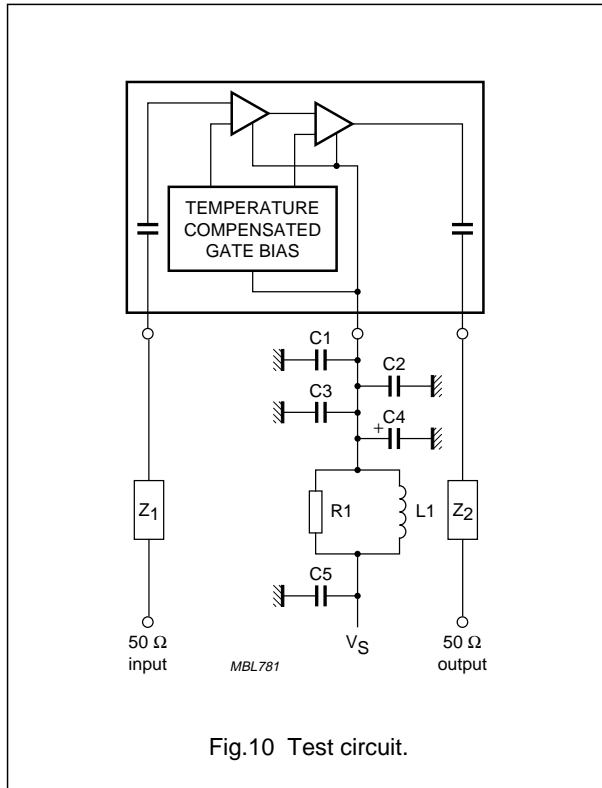 TEMPERATURE
COMPENSATED
GATE BIAS
C1
C2
C3
+
C4
Z1
R1
L1
Z2
C5
50 Ω
input
MBL781
VS
50 Ω
output
Fig.10 Test circuit.